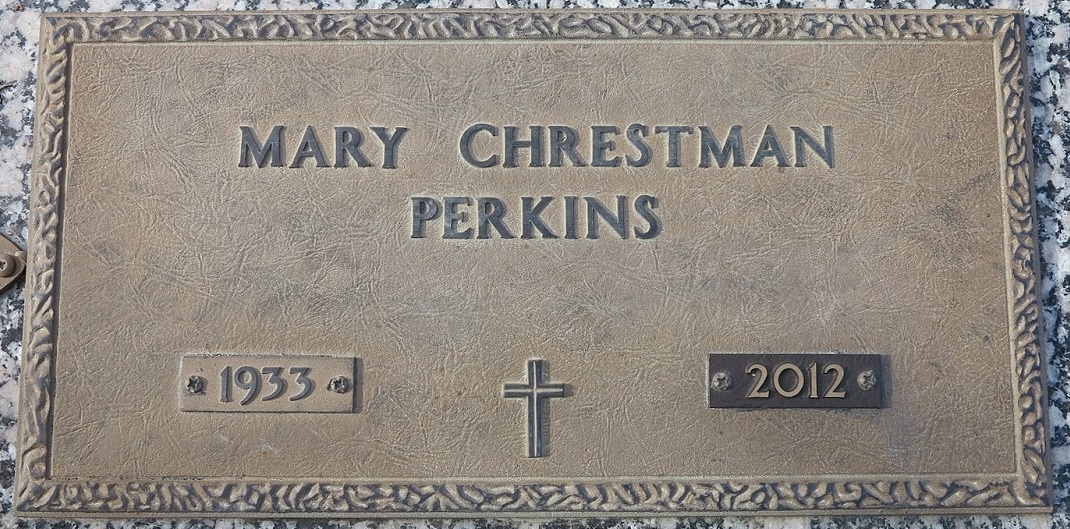 MARY CHRESTMAN
PERKINS
1933 2012